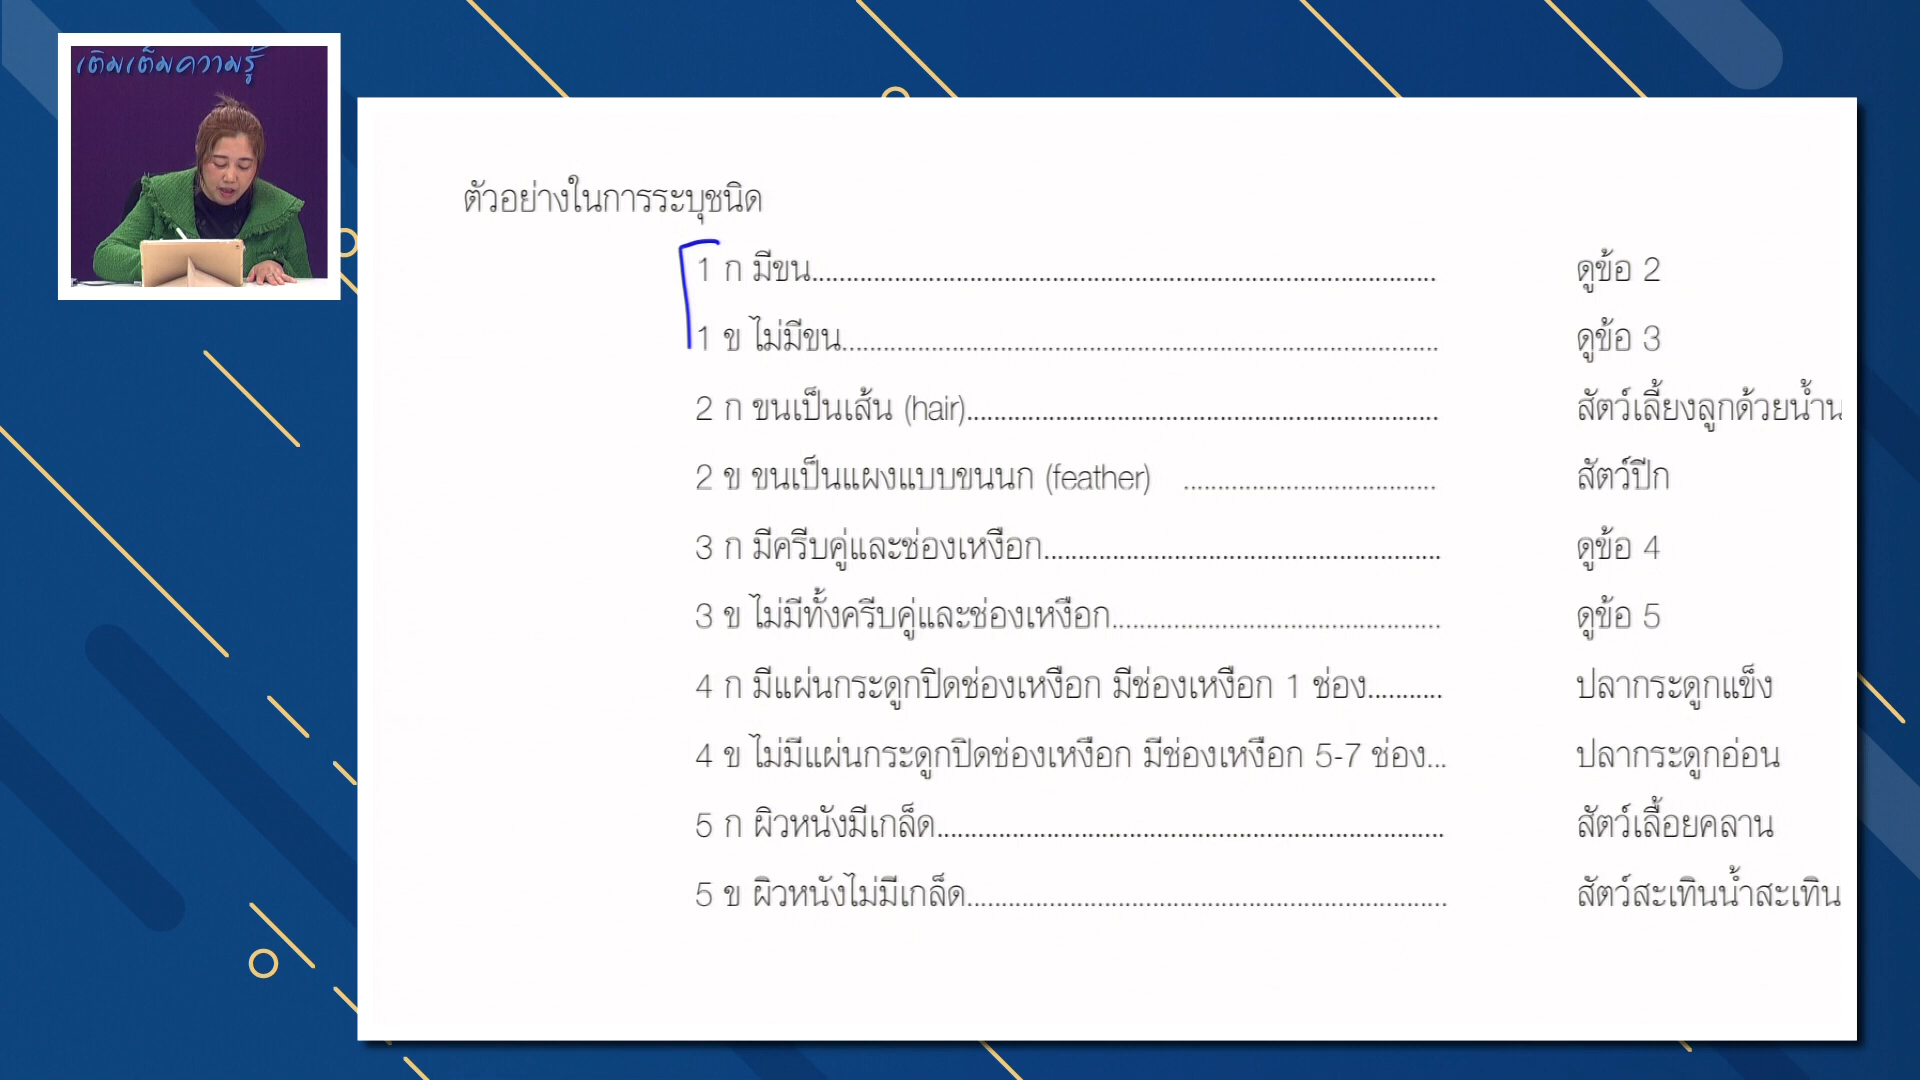 เติมเต็มความรู้
ตัวอย่างในการระบุชนิด
1 ก มีขน........................................................................................... ดูข้อ 2
1 ข ไม่มีขน....................................................................................... ดูข้อ 3
2 ก ขนเป็นเส้น (hair)..................................................................... สัตว์เลี้ยงลูกด้วยน้ำน
2 ข ขนเป็นแผงแบบขนนก (feather) ..................................... สัตว์ปีก
3 ก มีครีบคู่และช่องเหงือก.......................................................... ดูข้อ 4
3 ข ไม่มีทั้งครีบคู่และช่องเหงือก................................................ ดูข้อ 5
4 ก มีแผ่นกระดูกปิดช่องเหงือก มีช่องเหงือก 1 ช่อง........... ปลากระดูกแข็ง
4 ข ไม่มีแผ่นกระดูกปิดช่องเหงือก มีช่องเหงือก 5-7 ช่อง... ปลากระดูกอ่อน
5 ก ผิวหนังมีเกล็ด.......................................................................... สัตว์เลื้อยคลาน
5 ข ผิวหนังไม่มีเกล็ด...................................................................... สัตว์สะเทินน้ำสะเทิน